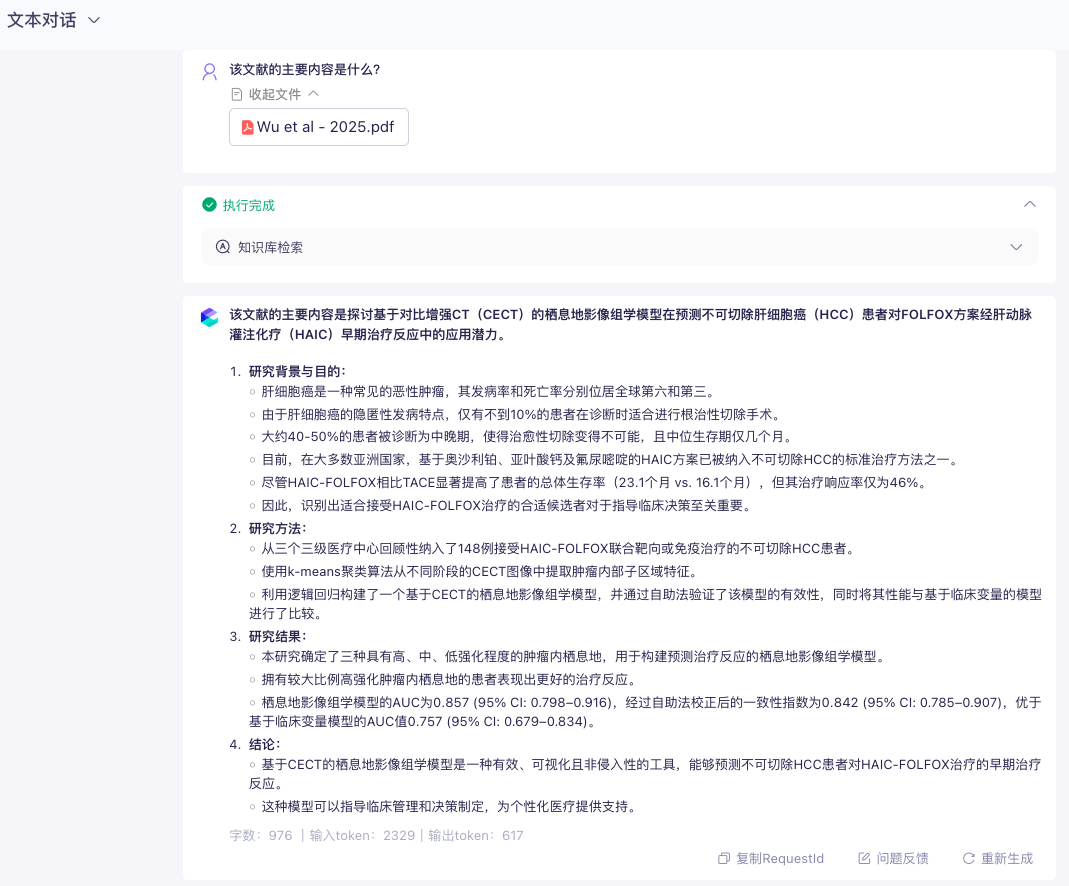 文本对话
该文献的主要内容是什么?
收起文件
Wu et al - 2025.pdf
执行完成
知识库检索
该文献的主要内容是探讨基于对比增强CT（CECT）的栖息地影像组学模型在预测不可切除肝细胞癌（HCC）患者对FOLFOX方案经肝动脉
灌注化疗（HAIC）早期治疗反应中的应用潜力。
1. 研究背景与目的：
○ 肝细胞癌是一种常见的恶性肿瘤，其发病率和死亡率分别位居全球第六和第三。
○ 由于肝细胞癌的隐匿性发病特点，仅有不到10%的患者在诊断时适合进行根治性切除手术。
○ 大约40-50%的患者被诊断为中晚期，使得治愈性切除变得不可能，且中位生存期仅几个月。
○ 目前，在大多数亚洲国家，基于奥沙利铂、亚叶酸钙及氟尿嘧啶的HAIC方案已被纳入不可切除HCC的标准治疗方法之一。
○ 尽管HAIC-FOLFOX相比TACE显著提高了患者的总体生存率（23.1个月 vs. 16.1个月），但其治疗响应率仅为46%。
○ 因此，识别出适合接受HAIC-FOLFOX治疗的合适候选者对于指导临床决策至关重要。
2. 研究方法：
○ 从三个三级医疗中心回顾性纳入了148例接受HAIC-FOLFOX联合靶向或免疫治疗的不可切除HCC患者。
○ 使用k-means聚类算法从不同阶段的CECT图像中提取肿瘤内部子区域特征。
○ 利用逻辑回归构建了一个基于CECT的栖息地影像组学模型，并通过自助法验证了该模型的有效性，同时将其性能与基于临床变量的模型
进行了比较。
3. 研究结果：
○ 本研究确定了三种具有高、中、低强化程度的肿瘤内栖息地，用于构建预测治疗反应的栖息地影像组学模型。
○ 拥有较大比例高强化肿瘤内栖息地的患者表现出更好的治疗反应。
○ 栖息地影像组学模型的AUC为0.857 (95% CI: 0.798–0.916)，经过自助法校正后的一致性指数为0.842 (95% CI: 0.785–0.907)，优于
基于临床变量模型的AUC值0.757 (95% CI: 0.679–0.834)。
4. 结论：
○ 基于CECT的栖息地影像组学模型是一种有效、可视化且非侵入性的工具，能够预测不可切除HCC患者对HAIC-FOLFOX治疗的早期治疗
反应。
○ 这种模型可以指导临床管理和决策制定，为个性化医疗提供支持。
字数：976 | 输入token：2329 | 输出token：617
复制RequestId 问题反馈 重新生成